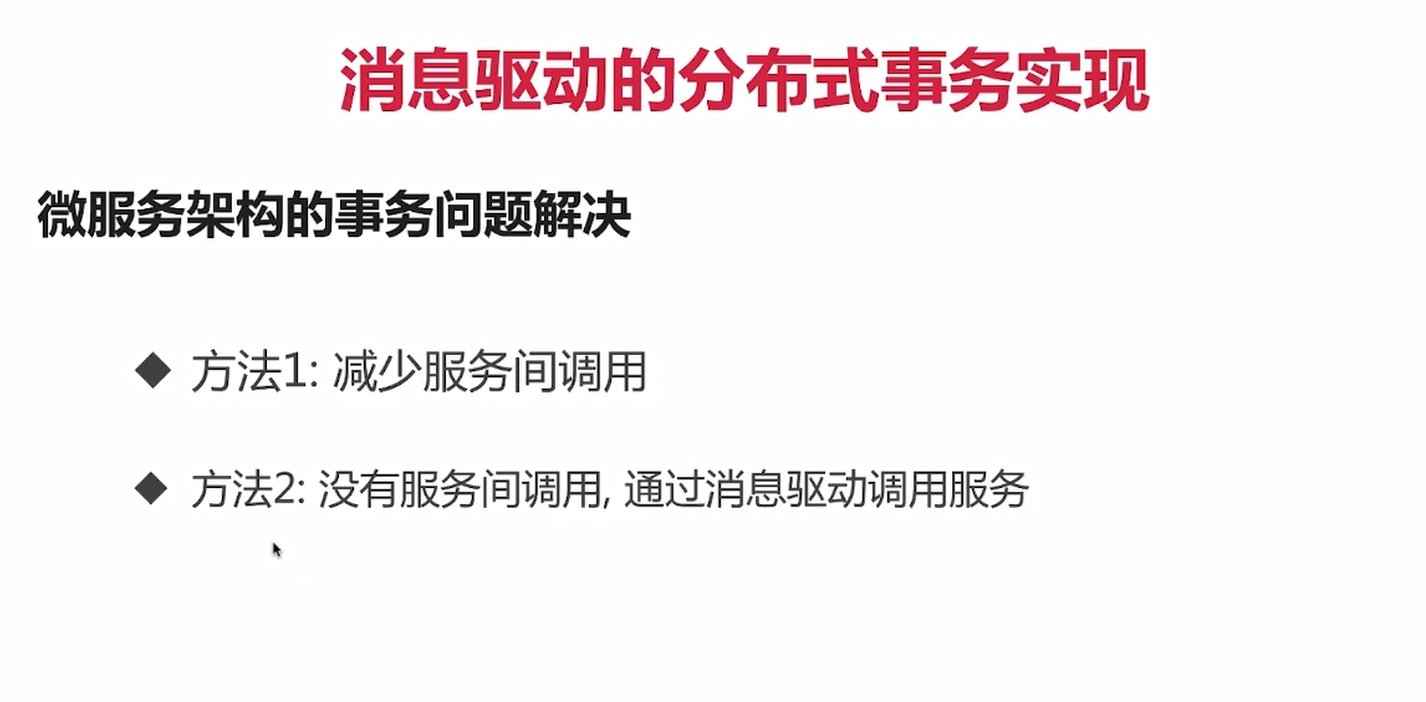 消息驱动的分布式事务实现
微服务架构的事务问题解决
◆ 方法1: 减少服务间调用
◆ 方法2: 没有服务间调用, 通过消息驱动调用服务